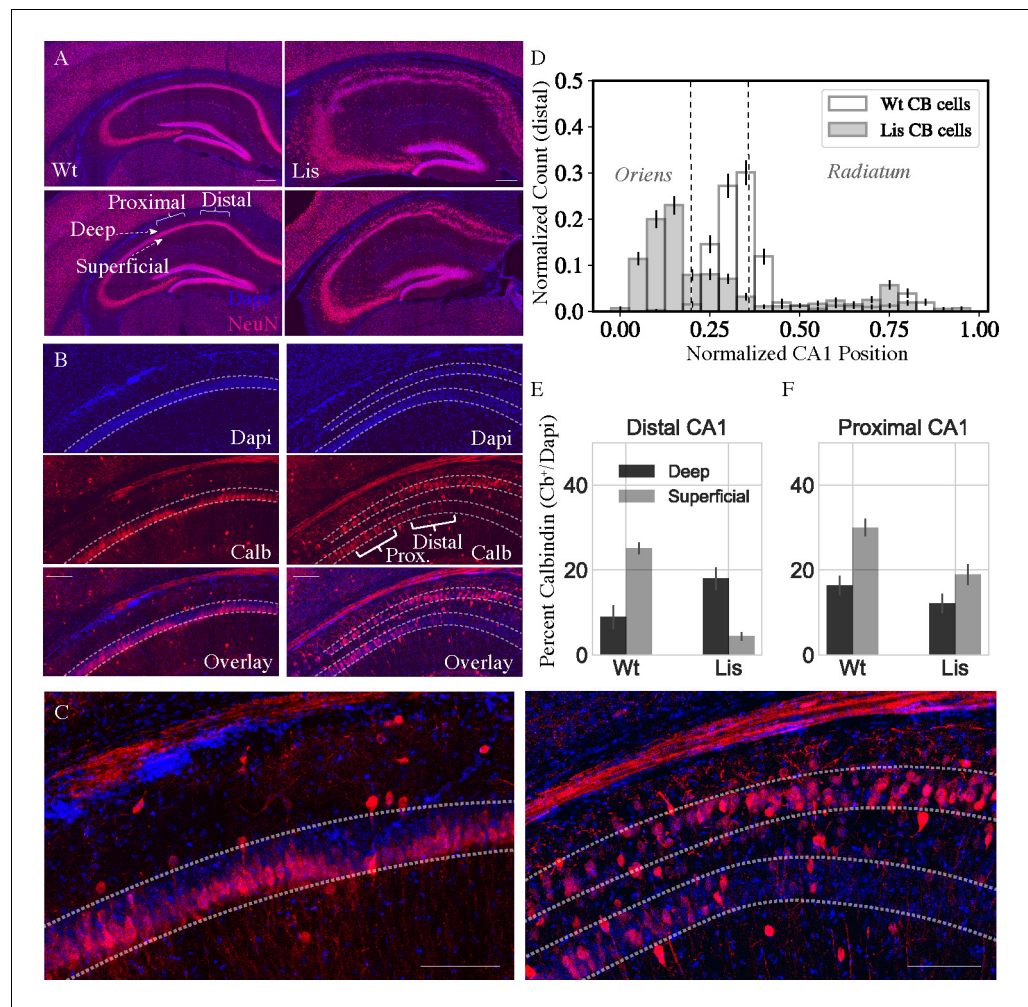 A
Wt
Lis
Proximal
Distal
Deep
Superficial
Dapi
NeuN
B
Dapi
Dapi
Calb
Distal
Prox.
Calb
Overlay
Overlay
C
D
0.5
0.4
0.3
0.2
0.1
0.0
Normalized Count (distal)
Wt CB cells
Lis CB cells
Oriens
Radiatum
0.00 0.25 0.50 0.75 1.00
Normalized CA1 Position
E
Distal CA1
Percent Calbindin (Cb⁺/Dapi)
40
20
0
Deep
Superficial
Wt Lis
F
Proximal CA1
40
20
0
Wt Lis